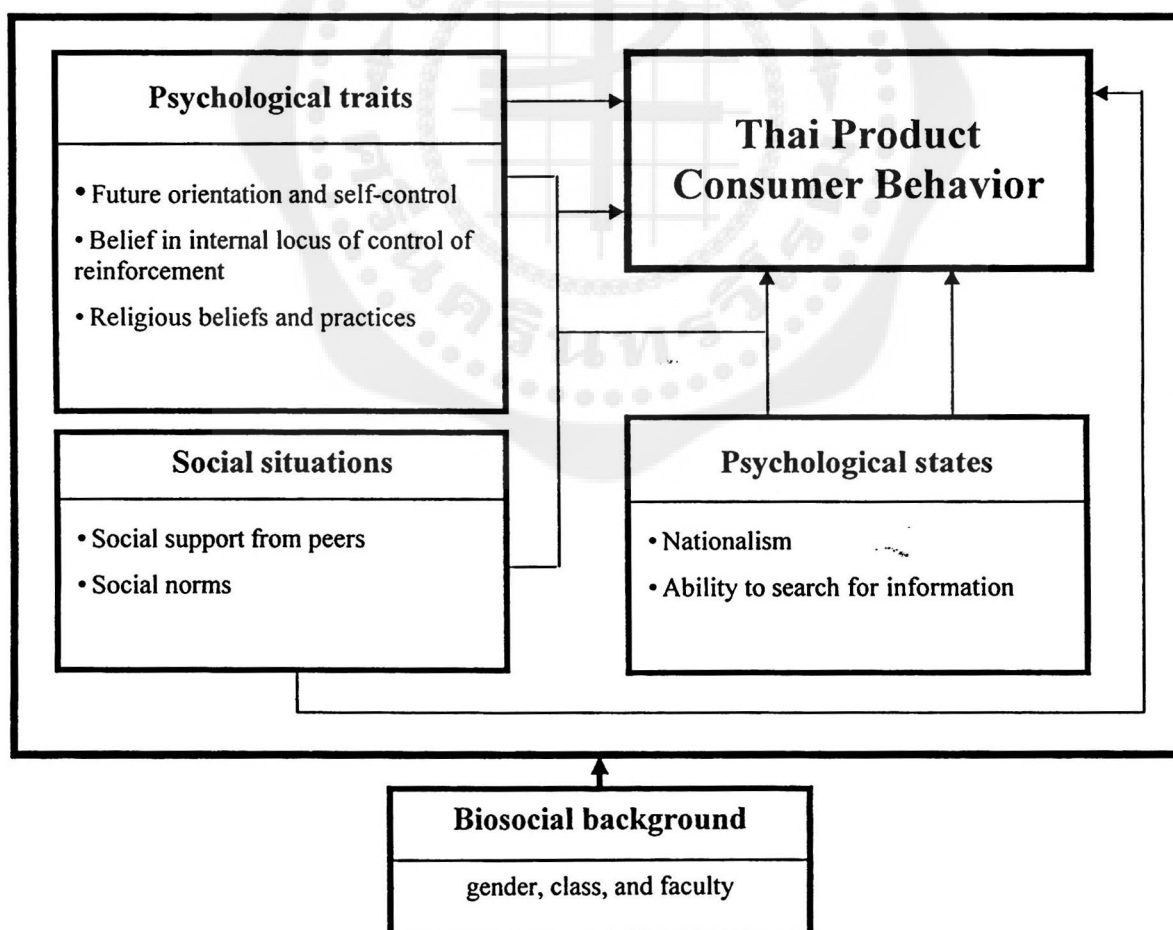 Psychological traits
• Future orientation and self-control
• Belief in internal locus of control of
reinforcement
• Religious beliefs and practices
Thai Product
Consumer Behavior
Social situations
• Social support from peers
• Social norms
Psychological states
• Nationalism
• Ability to search for information
Biosocial background
gender, class, and faculty